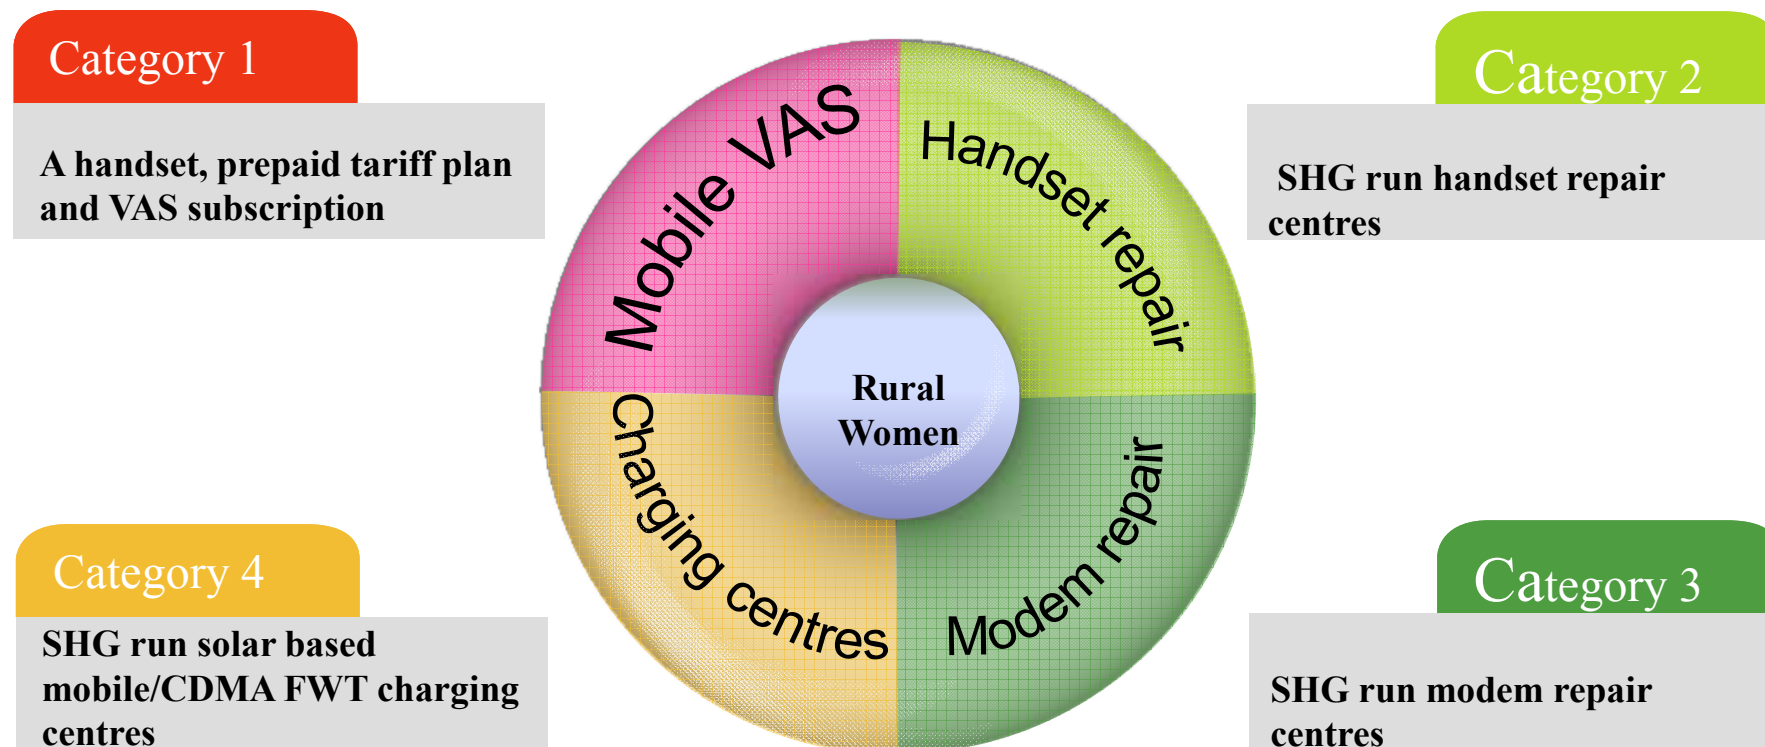 Category 1
A handset, prepaid tariff plan
and VAS subscription
Category 2
SHG run handset repair
centres
Mobile VAS
Handset repair
Rural
Women
Charging centres
Modem repair
Category 4
SHG run solar based
mobile/CDMA FWT charging
centres
Category 3
SHG run modem repair
centres